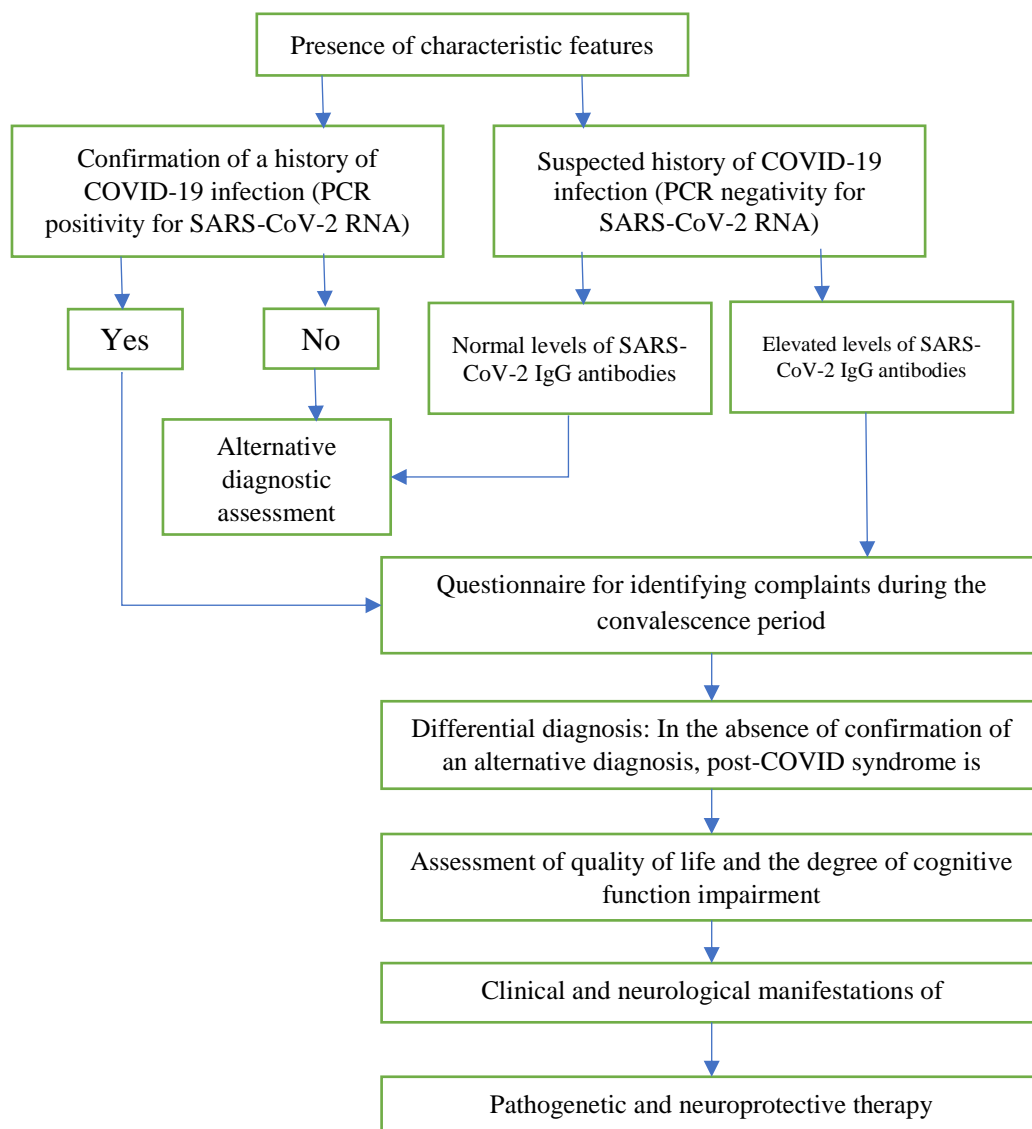 Presence of characteristic features
Confirmation of a history of
COVID-19 infection (PCR
positivity for SARS-CoV-2 RNA)
Suspected history of COVID-19
infection (PCR negativity for
SARS-CoV-2 RNA)
Yes
No
Normal levels of SARS-
CoV-2 IgG antibodies
Elevated levels of SARS-
CoV-2 IgG antibodies
Alternative
diagnostic
assessment
Questionnaire for identifying complaints during the
convalescence period
Differential diagnosis: In the absence of confirmation of
an alternative diagnosis, post-COVID syndrome is
Assessment of quality of life and the degree of cognitive
function impairment
Clinical and neurological manifestations of
Pathogenetic and neuroprotective therapy